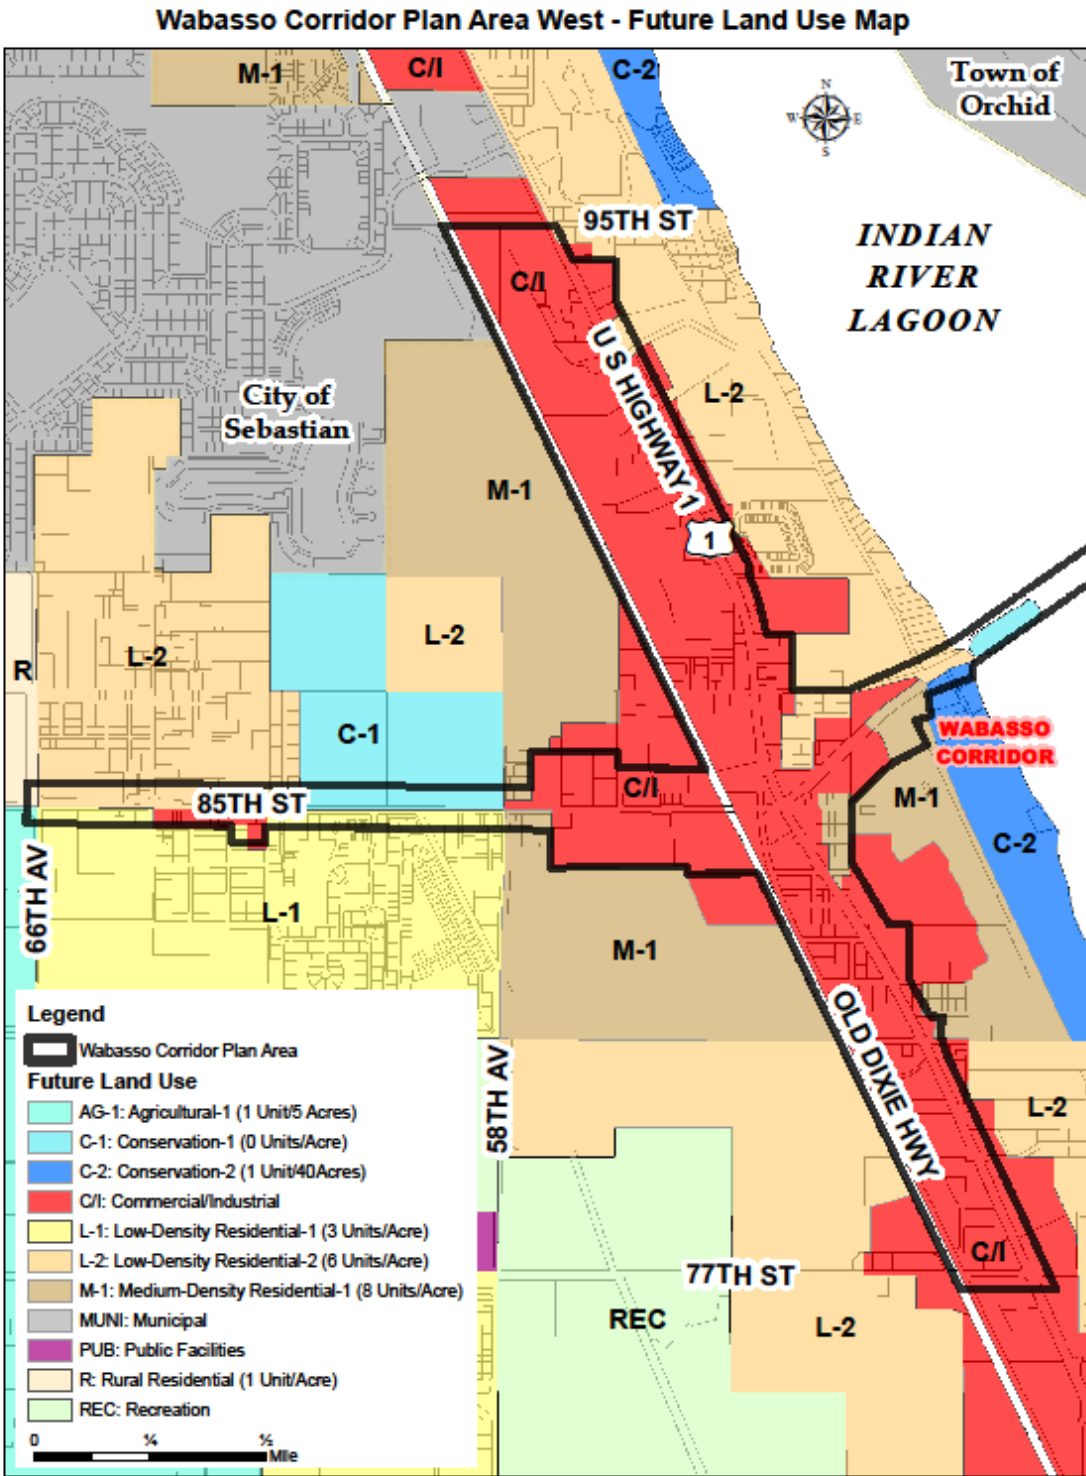 Wabasso Corridor Plan Area West - Future Land Use Map
M-1
C/I
C-2
Town of
Orchid
N
W
E
S
95TH ST
INDIAN
RIVER
LAGOON
C/I
U S HIGHWAY 1
L-2
City of
Sebastian
M-1
1
L-2
L-2
R
C-1
WABASSO
CORRIDOR
C/I
M-1
85TH ST
C-2
66TH AV
L-1
M-1
OLD DIXIE HWY
58TH AV
L-2
C/I
77TH ST
REC
L-2
Legend
Wabasso Corridor Plan Area
Future Land Use
AG-1: Agricultural-1 (1 Unit/5 Acres)
C-1: Conservation-1 (0 Units/Acre)
C-2: Conservation-2 (1 Unit/40Acres)
C/I: Commercial/Industrial
L-1: Low-Density Residential-1 (3 Units/Acre)
L-2: Low-Density Residential-2 (6 Units/Acre)
M-1: Medium-Density Residential-1 (8 Units/Acre)
MUNI: Municipal
PUB: Public Facilities
R: Rural Residential (1 Unit/Acre)
REC: Recreation
0 ¼ ½
Mile